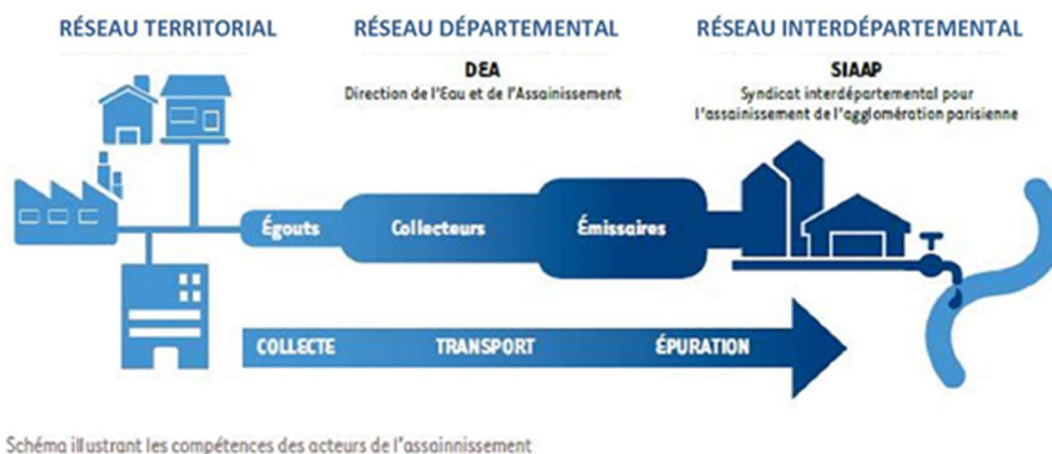 RÉSEAU TERRITORIAL
RÉSEAU DÉPARTEMENTAL
RÉSEAU INTERDÉPARTEMENTAL
DEA
Direction de l'Eau et de l'Assainissement
SIAAP
Syndicat interdépartemental pour
l'assainissement de l'agglomération parisienne
Égouts
Collecteurs
Émissaires
COLLECTE
TRANSPORT
ÉPURATION
Schéma illustrant les compétences des acteurs de l'assainnissement